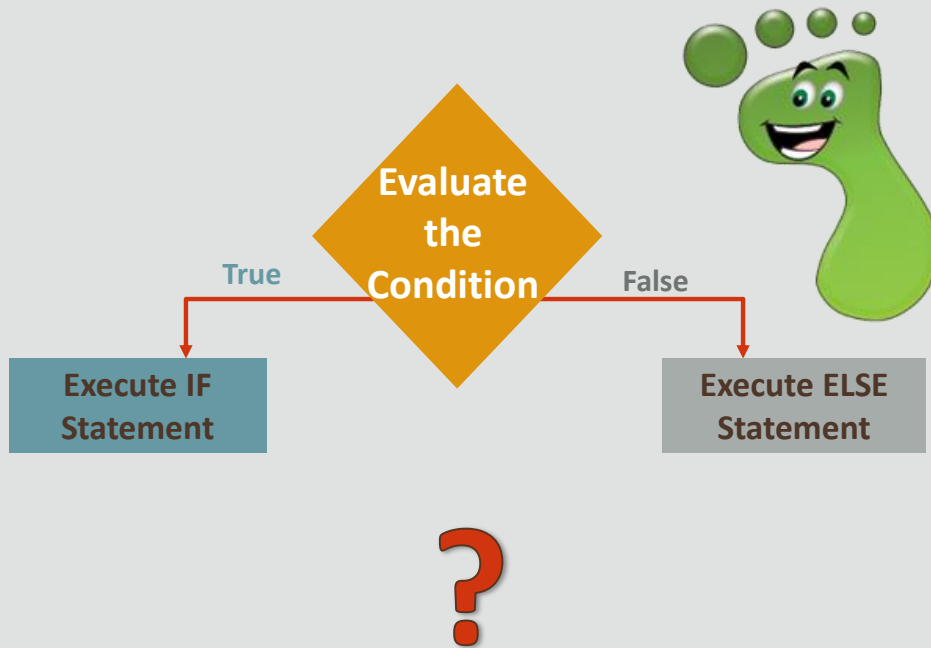 Evaluate
the
Condition
True
False
Execute IF
Statement
Execute ELSE
Statement
?